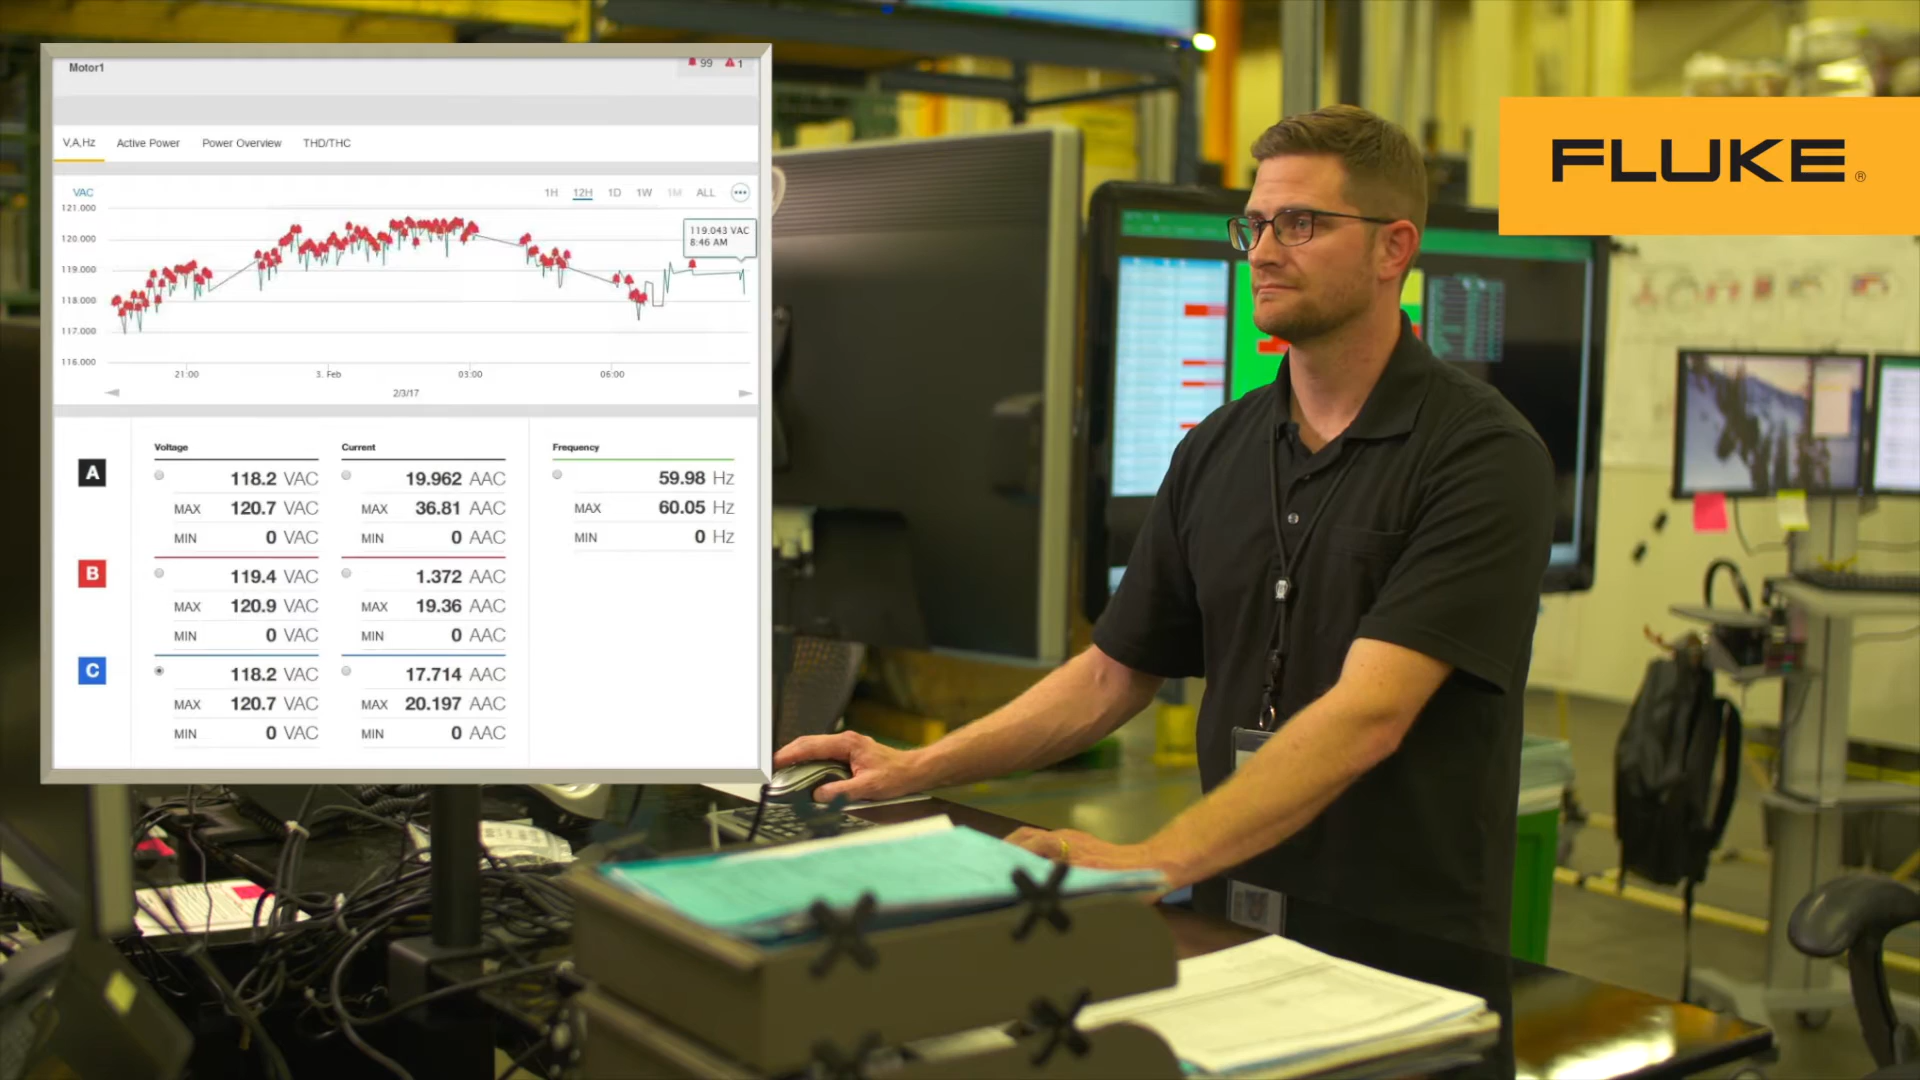 Motor1
99 1
V,A,Hz Active Power Power Overview THD/THC
VAC 1H 12H 1D 1W 1M ALL
121.000
120.000
119.000
118.000
117.000
116.000
119.043 VAC
8:46 AM
21:00 3. Feb 03:00 06:00
2/3/17
Voltage Current Frequency
A 118.2 VAC 19.962 AAC 59.98 Hz
MAX 120.7 VAC MAX 36.81 AAC MAX 60.05 Hz
MIN 0 VAC MIN 0 AAC MIN 0 Hz
B 119.4 VAC 1.372 AAC
MAX 120.9 VAC MAX 19.36 AAC
MIN 0 VAC MIN 0 AAC
C 118.2 VAC 17.714 AAC
MAX 120.7 VAC MAX 20.197 AAC
MIN 0 VAC MIN 0 AAC
FLUKE®